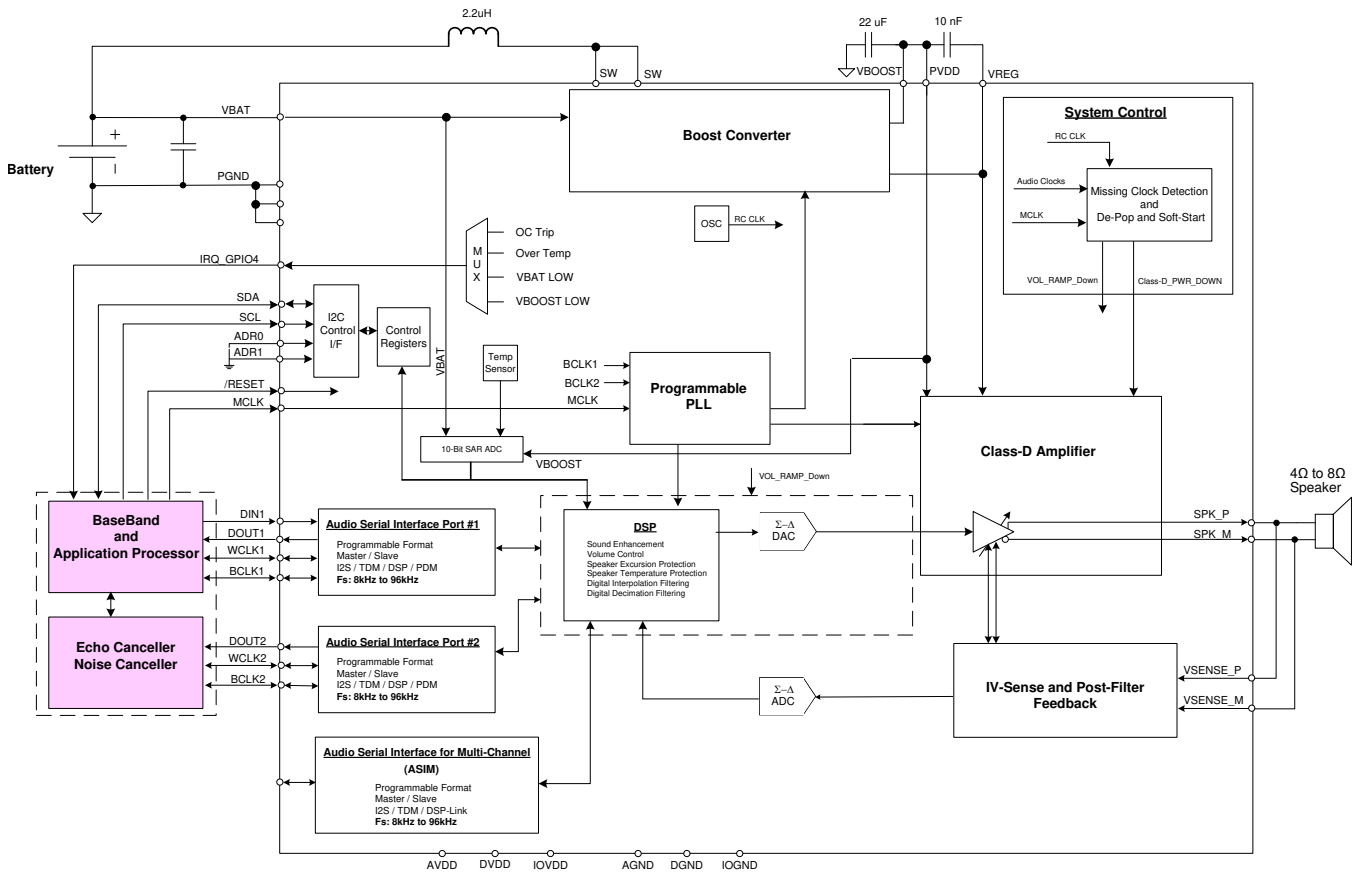 2.2uH
22 uF
10 nF
SW
SW
VBOOST
PVDD
VREG
VBAT
Boost Converter
System Control
RC CLK
Audio Clocks
MCLK
Missing Clock Detection
and
De-Pop and Soft-Start
VOL_RAMP_Down
Class-D_PWR_DOWN
Battery
+
PGND
OSC
RC CLK
M
U
X
OC Trip
Over Temp
VBAT LOW
VBOOST LOW
IRQ_GPIO4
SDA
SCL
ADR0
ADR1
/RESET
MCLK
I2C
Control
I/F
Control
Registers
VBAT
Temp
Sensor
BCLK1
BCLK2
MCLK
Programmable
PLL
10-Bit SAR ADC
VBOOST
Class-D Amplifier
VOL_RAMP_Down
4Ω to 8Ω
Speaker
BaseBand
and
Application Processor
DIN1
DOUT1
WCLK1
BCLK1
Audio Serial Interface Port #1
Programmable Format
Master / Slave
I2S / TDM / DSP / PDM
Fs: 8kHz to 96kHz
DSP
Sound Enhancement
Volume Control
Speaker Excursion Protection
Speaker Temperature Protection
Digital Interpolation Filtering
Digital Decimation Filtering
Σ–Δ
DAC
SPK_P
SPK_M
Echo Canceller
Noise Canceller
DOUT2
WCLK2
BCLK2
Audio Serial Interface Port #2
Programmable Format
Master / Slave
I2S / TDM / DSP / PDM
Fs: 8kHz to 96kHz
Σ–Δ
ADC
IV-Sense and Post-Filter
Feedback
VSENSE_P
VSENSE_M
Audio Serial Interface for Multi-Channel
(ASIM)
Programmable Format
Master / Slave
I2S / TDM / DSP-Link
Fs: 8kHz to 96kHz
AVDD
DVDD
IOVDD
AGND
DGND
IOGND